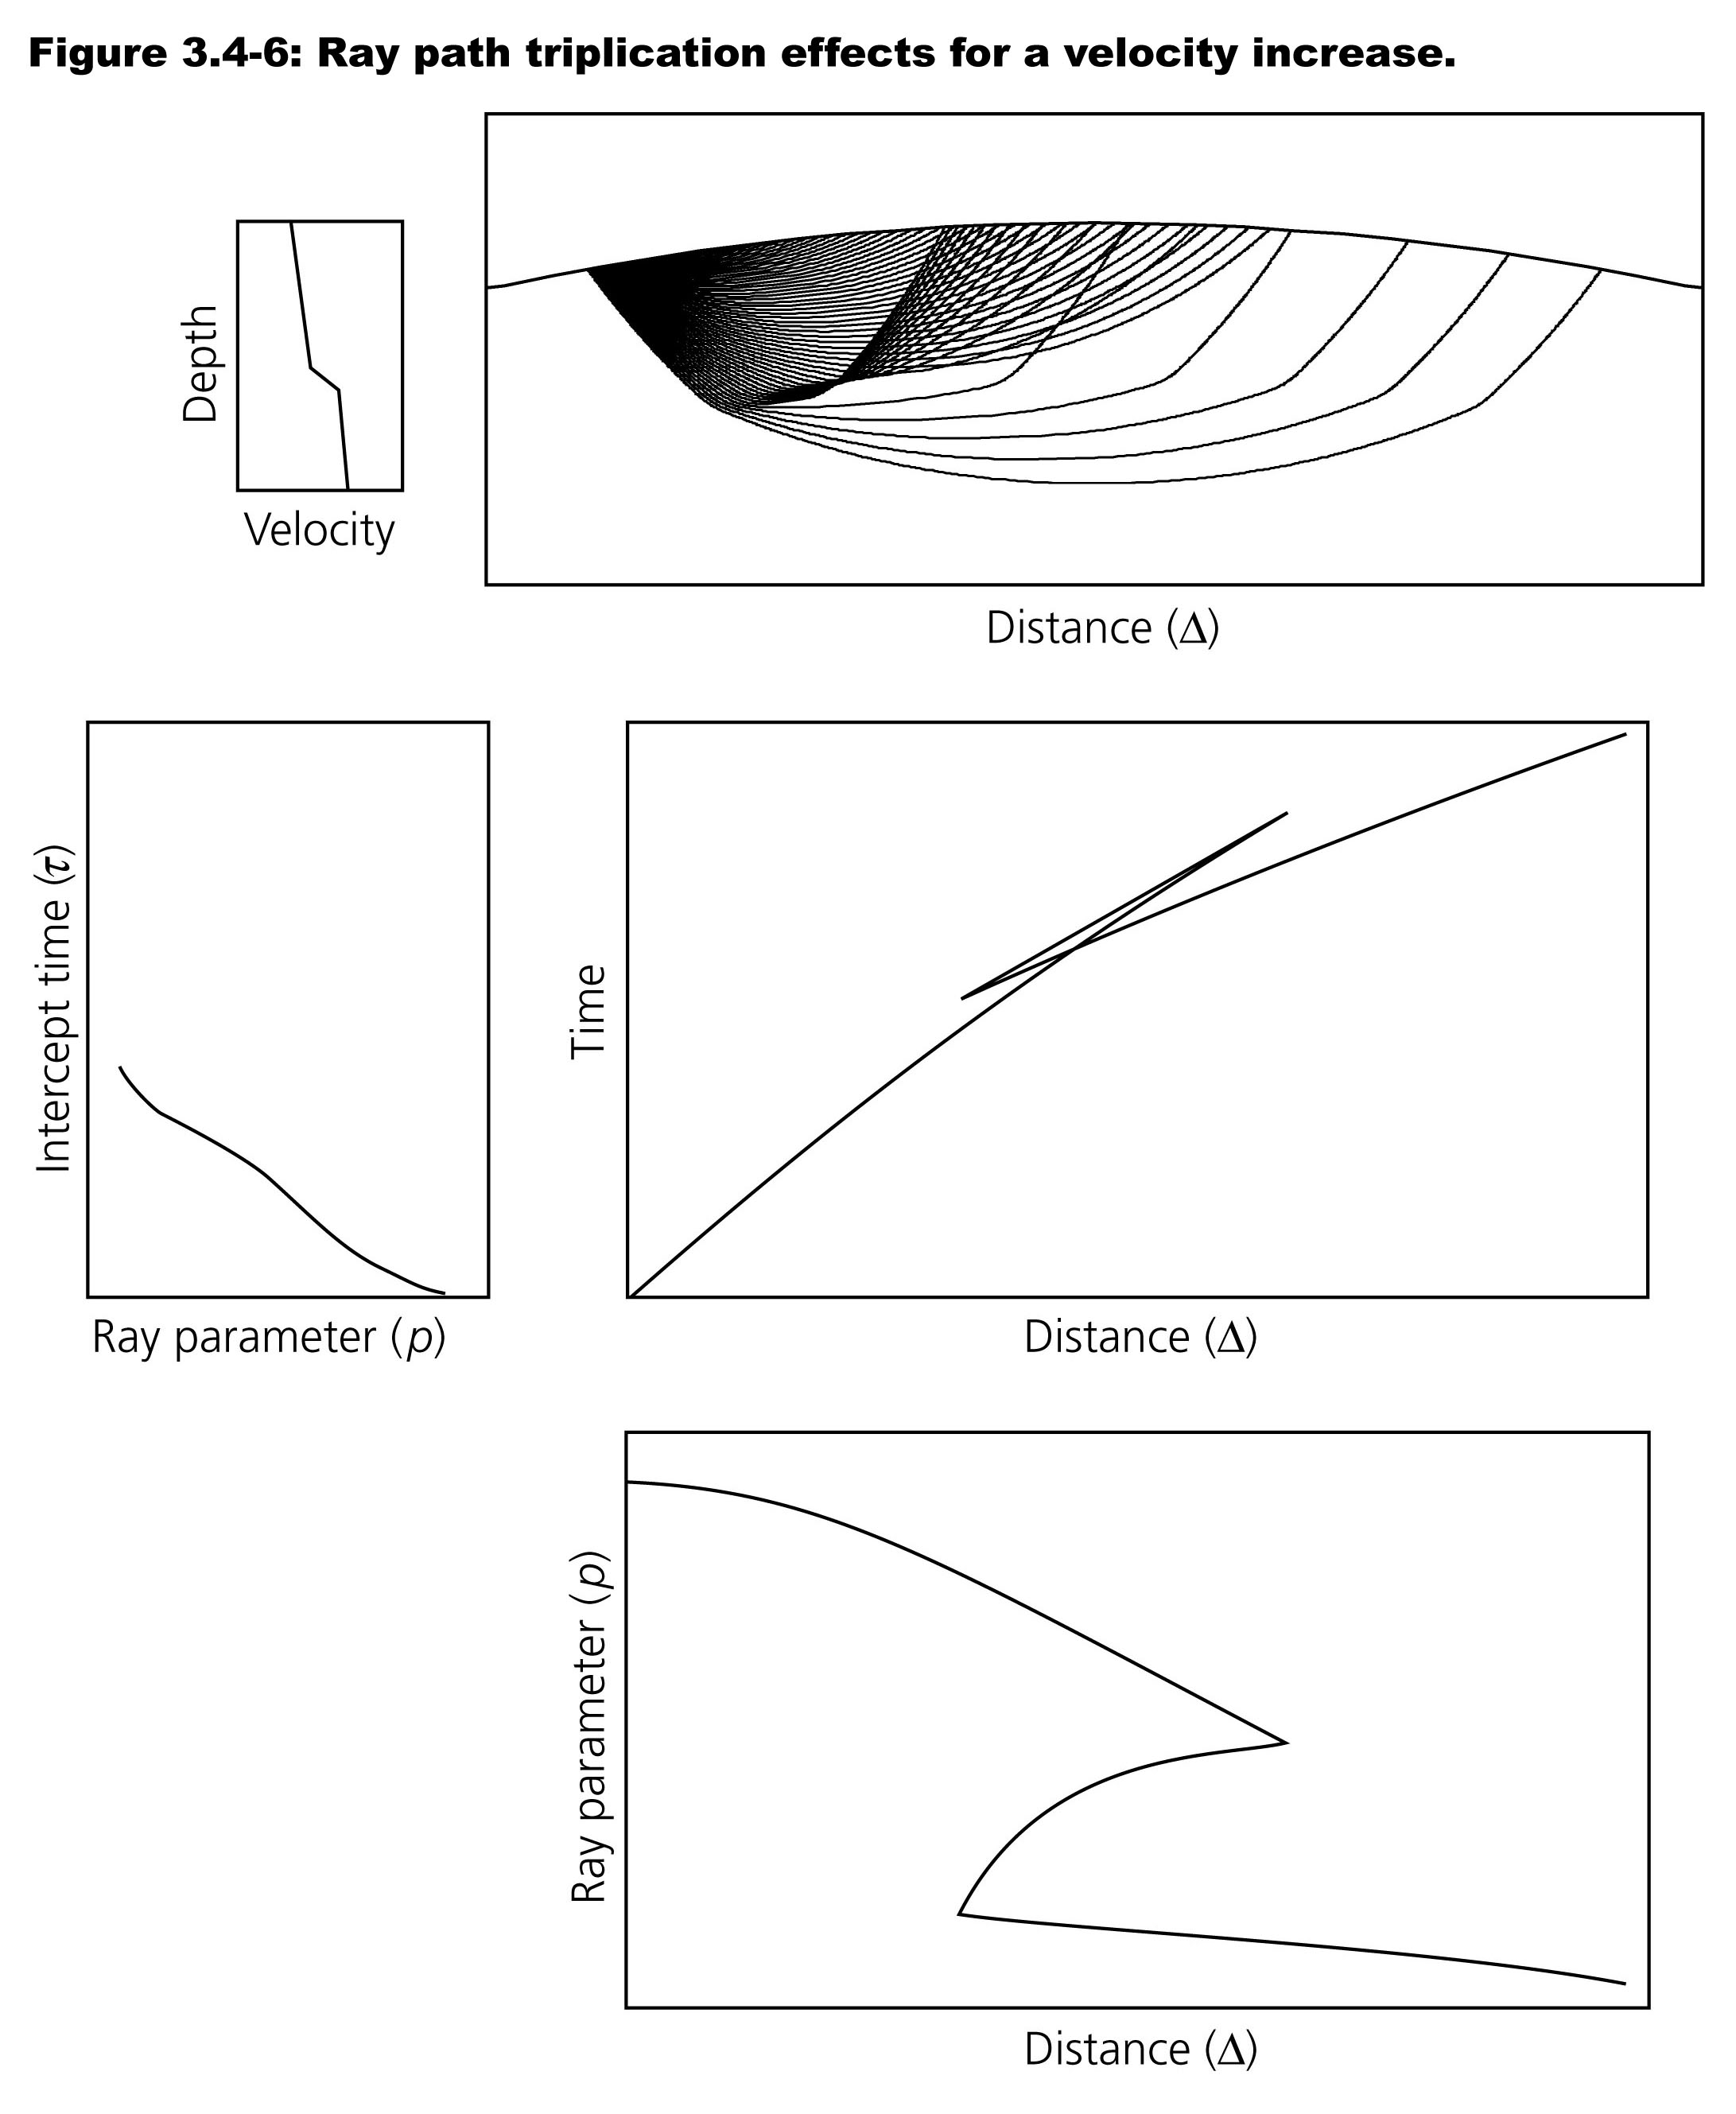 Figure 3.4-6: Ray path triplication effects for a velocity increase.
Depth
Velocity
Distance (Δ)
Intercept time (τ)
Ray parameter (p)
Time
Distance (Δ)
Ray parameter (p)
Distance (Δ)